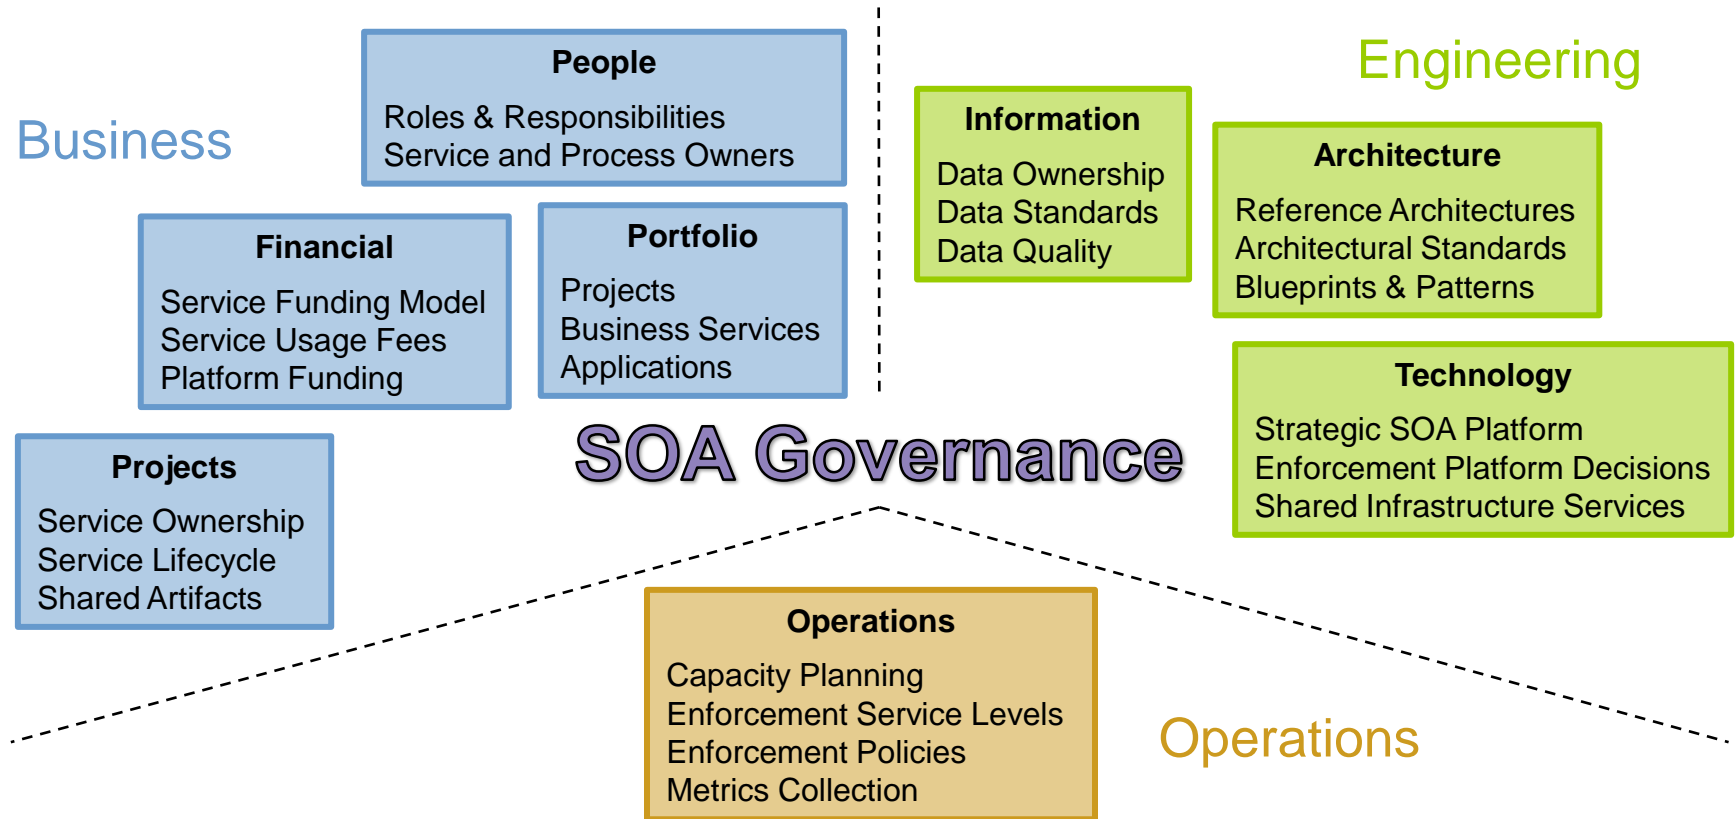 Business
People
Roles & Responsibilities
Service and Process Owners
Financial
Service Funding Model
Service Usage Fees
Platform Funding
Portfolio
Projects
Business Services
Applications
Projects
Service Ownership
Service Lifecycle
Shared Artifacts
Engineering
Information
Data Ownership
Data Standards
Data Quality
Architecture
Reference Architectures
Architectural Standards
Blueprints & Patterns
Technology
Strategic SOA Platform
Enforcement Platform Decisions
Shared Infrastructure Services
SOA Governance
Operations
Capacity Planning
Enforcement Service Levels
Enforcement Policies
Metrics Collection
Operations